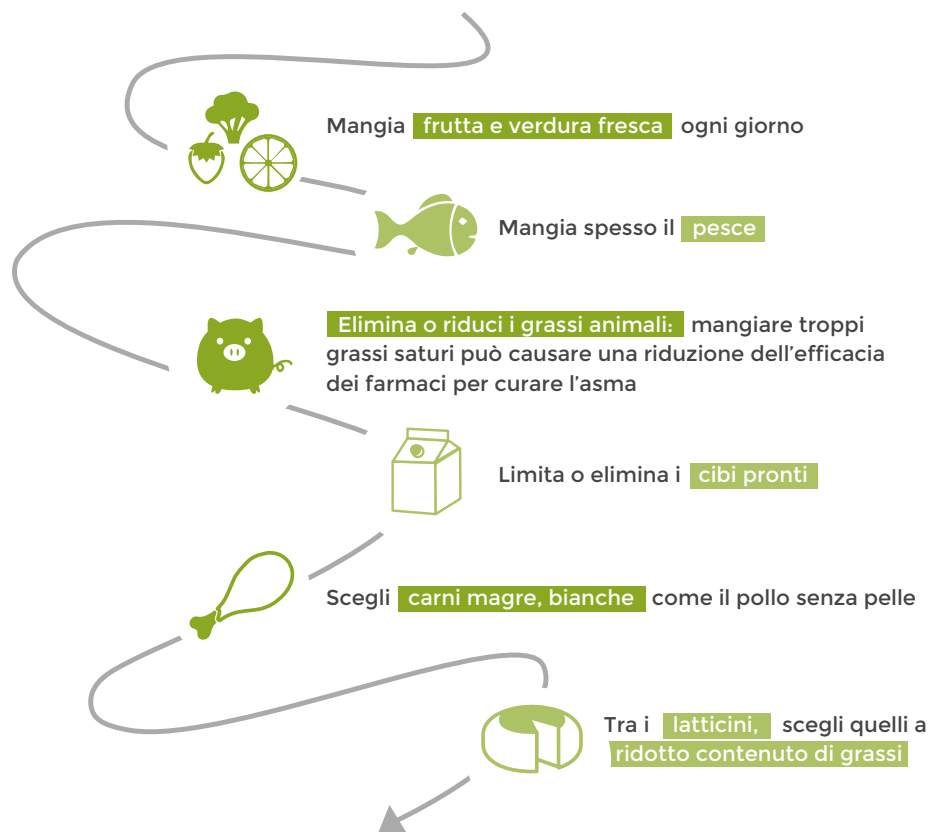 Mangia frutta e verdura fresca ogni giorno
Mangia spesso il pesce
Elimina o riduci i grassi animali: mangiare troppi
grassi saturi può causare una riduzione dell'efficacia
dei farmaci per curare l'asma
Limita o elimina i cibi pronti
Scegli carni magre, bianche come il pollo senza pelle
Tra i latticini, scegli quelli a
ridotto contenuto di grassi